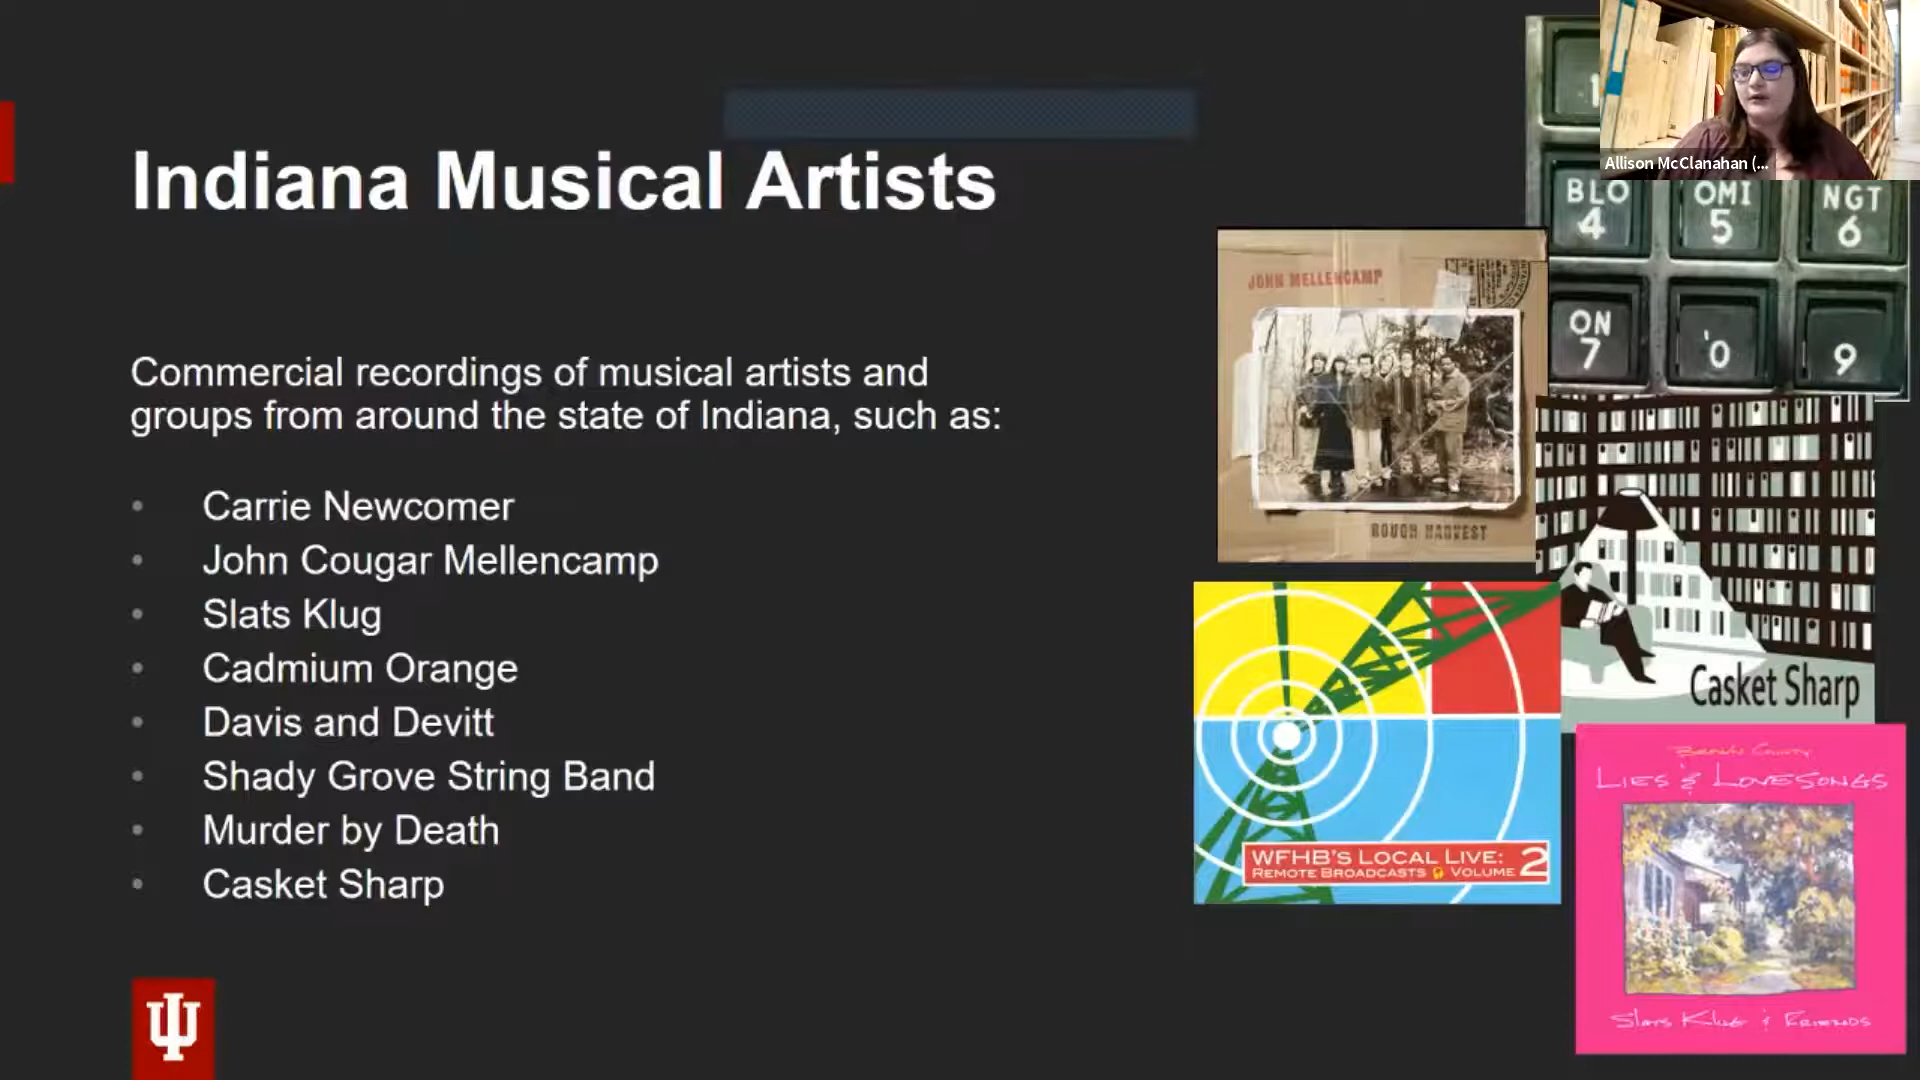 Indiana Musical Artists
Commercial recordings of musical artists and
groups from around the state of Indiana, such as:
• Carrie Newcomer
• John Cougar Mellencamp
• Slats Klug
• Cadmium Orange
• Davis and Devitt
• Shady Grove String Band
• Murder by Death
• Casket Sharp
Allison McClanahan (...
BLO OMI NGT
4 5 6
ON '0 9
7
JOHN MELLENCAMP
ROUGH HARVEST
Casket Sharp
WFHB'S LOCAL LIVE: 2
REMOTE BROADCASTS VOLUME
BROWN COUNTY
LIES & LOVESONGS
SLATS KLUG & FRIENDS